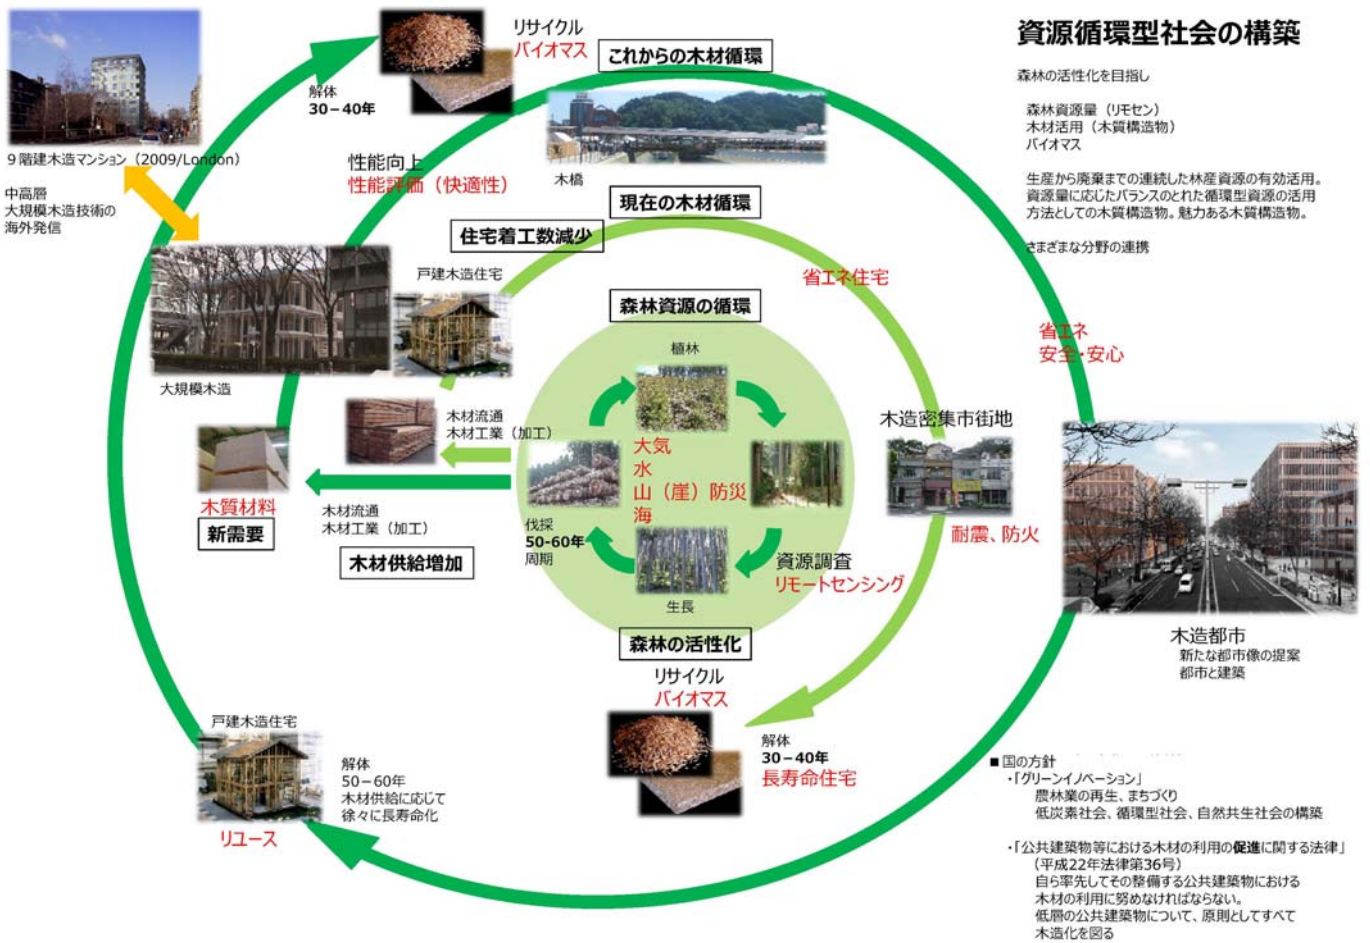 資源循環型社会の構築
森林の活性化を目指し
森林資源量（リモセン）
木材活用（木質構造物）
バイオマス
生産から廃棄までの連続した林産資源の有効活用。
資源量に応じたバランスのとれた循環型資源の活用
方法としての木質構造物。魅力ある木質構造物。
さまざまな分野の連携
リサイクル
バイオマス
解体
30－40年
これからの木材循環
9階建木造マンション（2009/London）
中高層
大規模木造技術の
海外発信
性能向上
性能評価（快適性）
木橋
現在の木材循環
住宅着工数減少
戸建木造住宅
省エネ住宅
森林資源の循環
省エネ
安全・安心
植林
大規模木造
木材流通
木材工業（加工）
木造密集市街地
大気
水
山（崖）防災
海
木質材料
新需要
木材流通
木材工業（加工）
木材供給増加
伐採
50-60年
周期
耐震、防火
資源調査
リモートセンシング
生長
森林の活性化
リサイクル
バイオマス
木造都市
新たな都市像の提案
都市と建築
戸建木造住宅
解体
50－60年
木材供給に応じて
徐々に長寿命化
リユース
解体
30－40年
長寿命住宅
■ 国の方針
・「グリーンイノベーション」
農林業の再生、まちづくり
低炭素社会、循環型社会、自然共生社会の構築
・「公共建築物等における木材の利用の促進に関する法律」
（平成22年法律第36号）
自ら率先してその整備する公共建築物における
木材の利用に努めなければならない。
低層の公共建築物について、原則としてすべて
木造化を図る